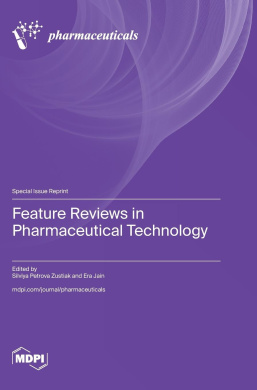 pharmaceuticals
Special Issue Reprint
Feature Reviews in
Pharmaceutical Technology
Edited by
Silviya Petrova Zustiak and Era Jain
mdpi.com/journal/pharmaceuticals
MDPI